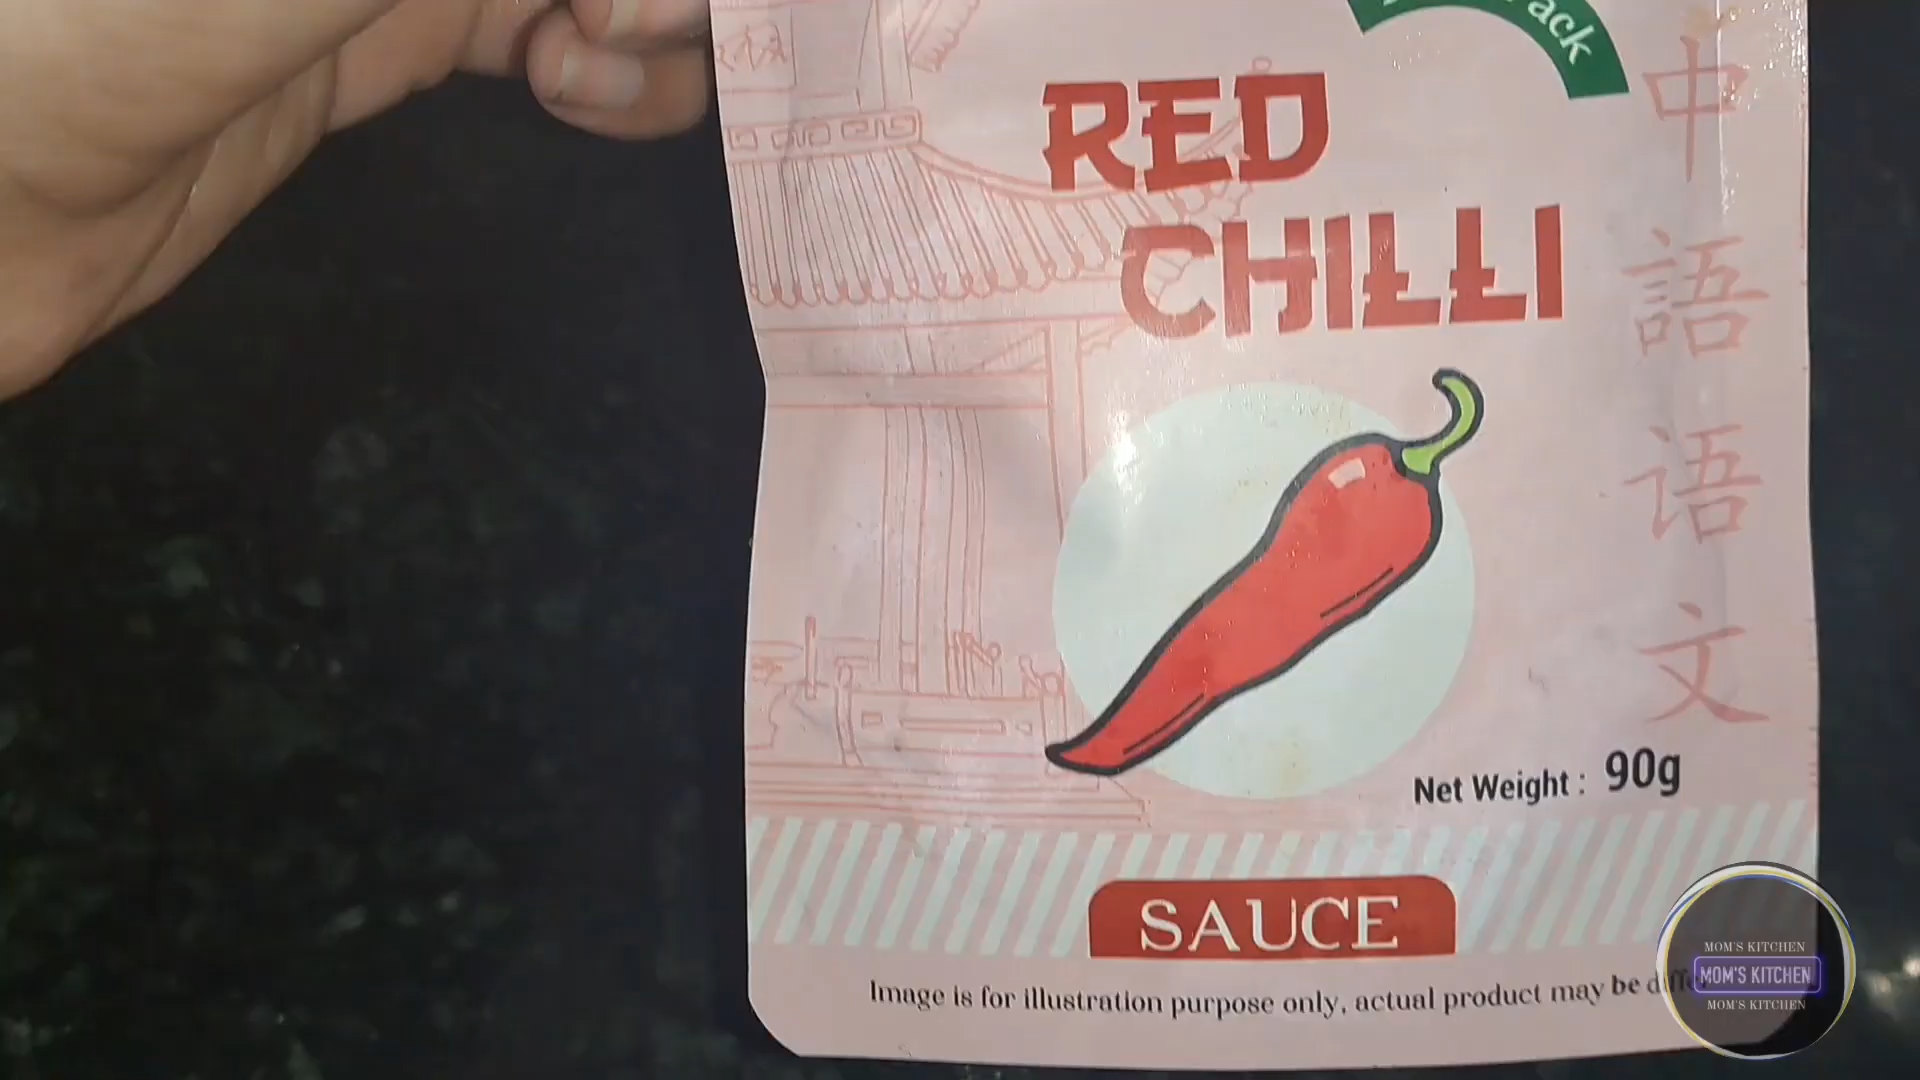 ack
RED
CHILLI
中
語
语
文
Net Weight : 90g
SAUCE
Image is for illustration purpose only, actual product may be
MOM'S KITCHEN
MOM'S KITCHEN
MOM'S KITCHEN